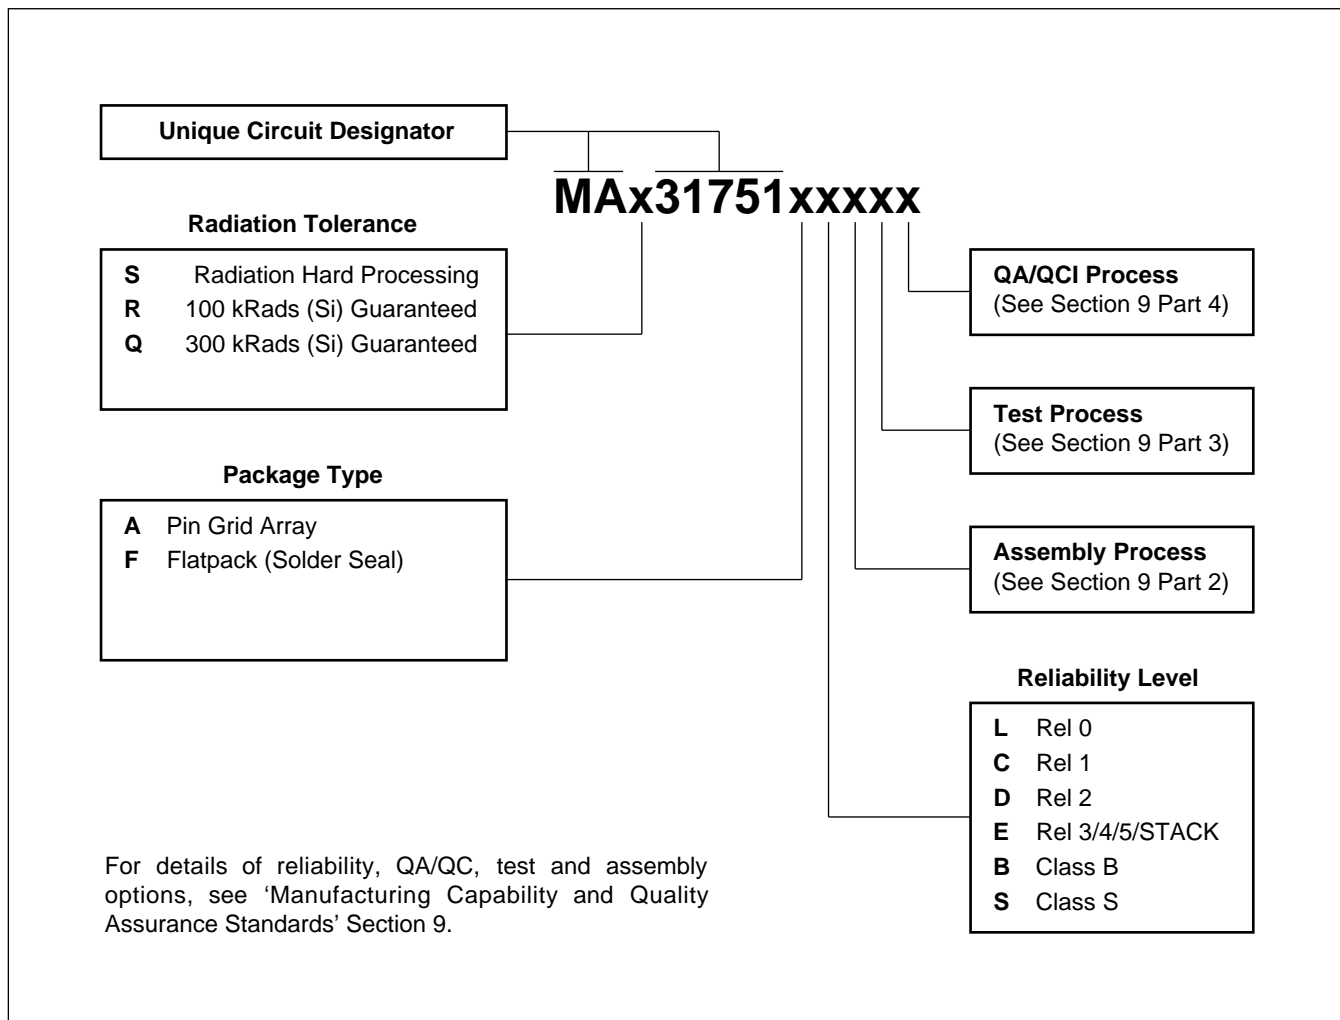 Unique Circuit Designator
MAx31751xxxxx
Radiation Tolerance
S Radiation Hard Processing
R 100 kRads (Si) Guaranteed
Q 300 kRads (Si) Guaranteed
Package Type
A Pin Grid Array
F Flatpack (Solder Seal)
QA/QCI Process
(See Section 9 Part 4)
Test Process
(See Section 9 Part 3)
Assembly Process
(See Section 9 Part 2)
Reliability Level
L Rel 0
C Rel 1
D Rel 2
E Rel 3/4/5/STACK
B Class B
S Class S
For details of reliability, QA/QC, test and assembly
options, see ‘Manufacturing Capability and Quality
Assurance Standards’ Section 9.